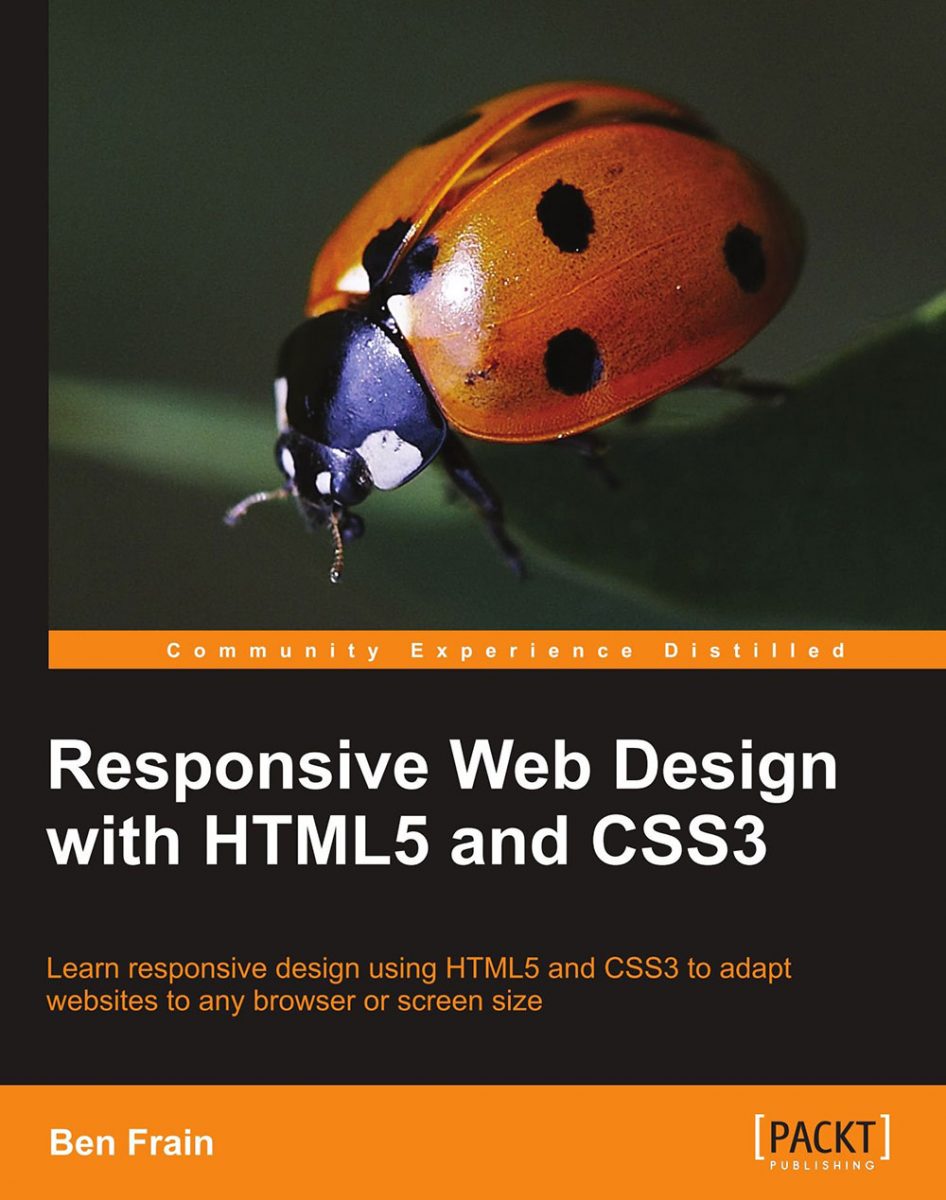 Community Experience Distilled
Responsive Web Design
with HTML5 and CSS3
Learn responsive design using HTML5 and CSS3 to adapt
websites to any browser or screen size
Ben Frain
[PACKT]
PUBLISHING